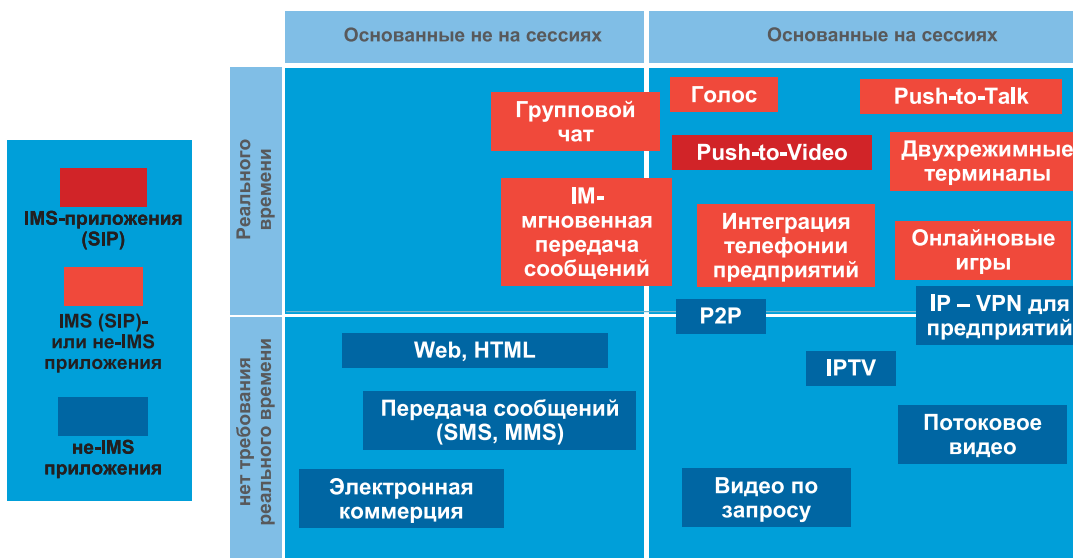 Основанные не на сессиях
Основанные на сессиях
Реального
времени
нет требования
реального времени
IMS-приложения
(SIP)
IMS (SIP)-
или не-IMS
приложения
не-IMS
приложения
Групповой
чат
IM-
мгновенная
передача
сообщений
Голос
Push-to-Talk
Push-to-Video
Двухрежимные
терминалы
Интеграция
телефонии
предприятий
Онлайновые
игры
P2P
IP – VPN для
предприятий
Web, HTML
IPTV
Передача сообщений
(SMS, MMS)
Потоковое
видео
Электронная
коммерция
Видео по
запросу